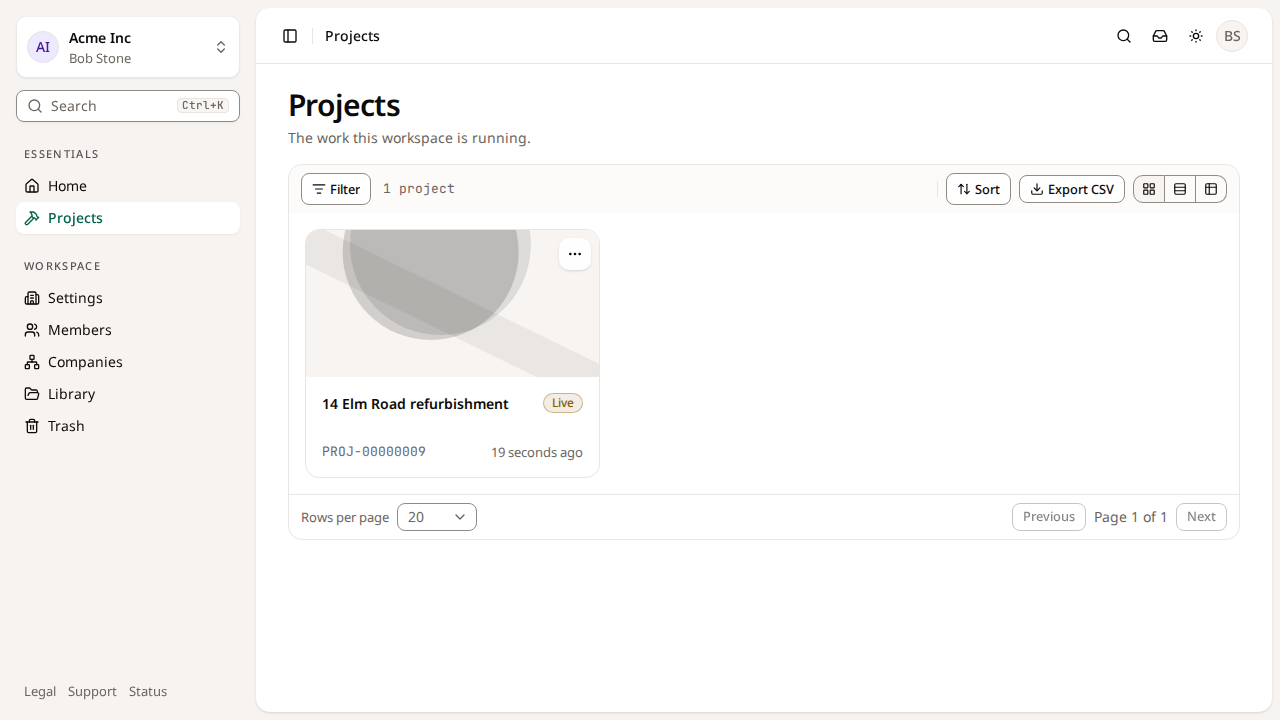 AI
Acme Inc
Bob Stone
Search
Ctrl+K
ESSENTIALS
Home
Projects
WORKSPACE
Settings
Members
Companies
Library
Trash
Legal Support Status
Projects
BS
Projects
The work this workspace is running.
Filter
1 project
Sort
Export CSV
14 Elm Road refurbishment
Live
PROJ-00000009
19 seconds ago
Rows per page
20
Previous
Page 1 of 1
Next